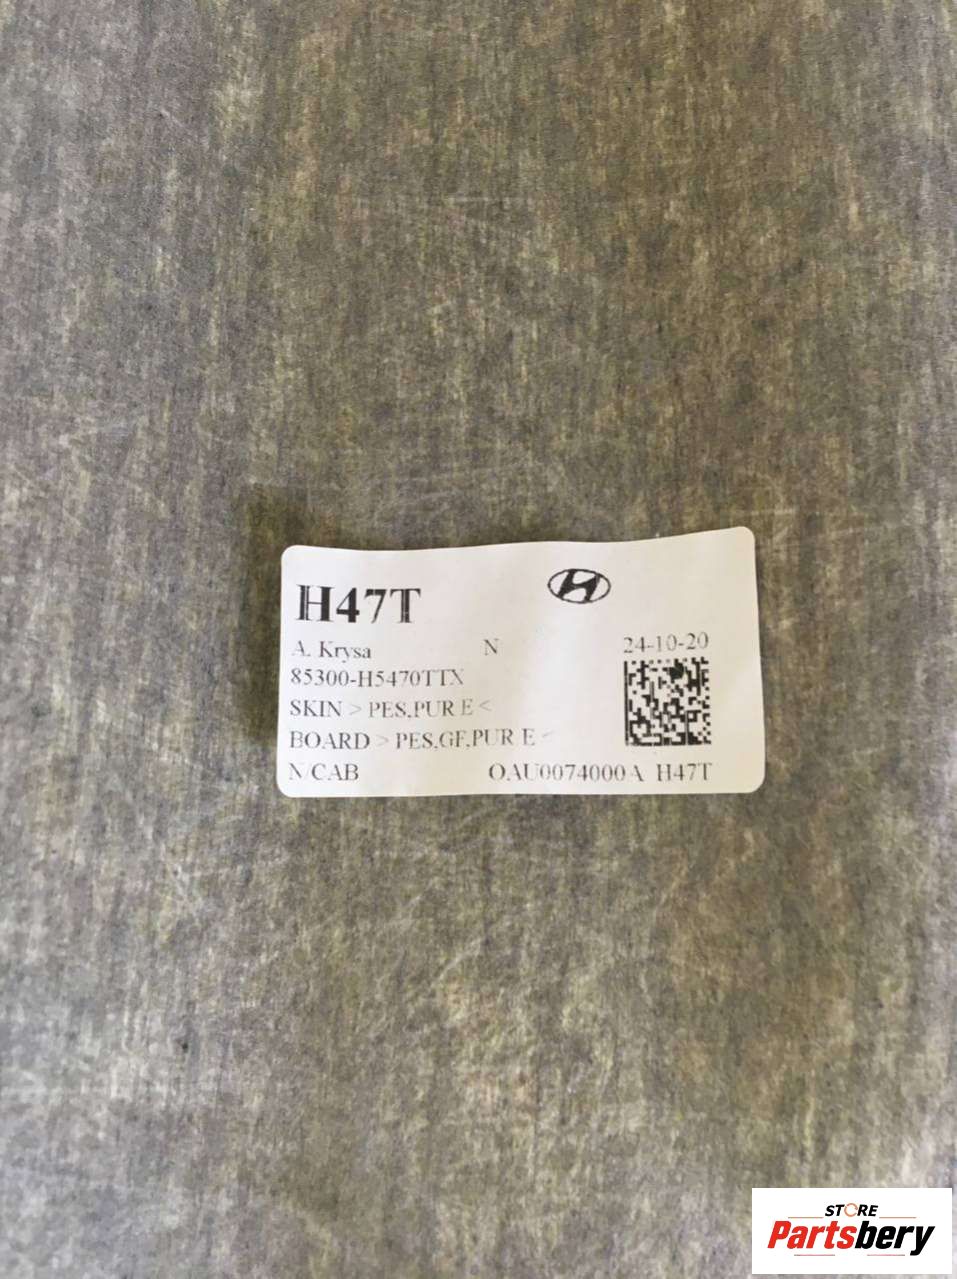 H47T
A. Krysa N 24-10-20
85300-H5470TTX
SKIN > PES,PUR E <
BOARD > PES,GF,PUR E <
N/CAB OAU0074000A H47T
STORE
Partsbery